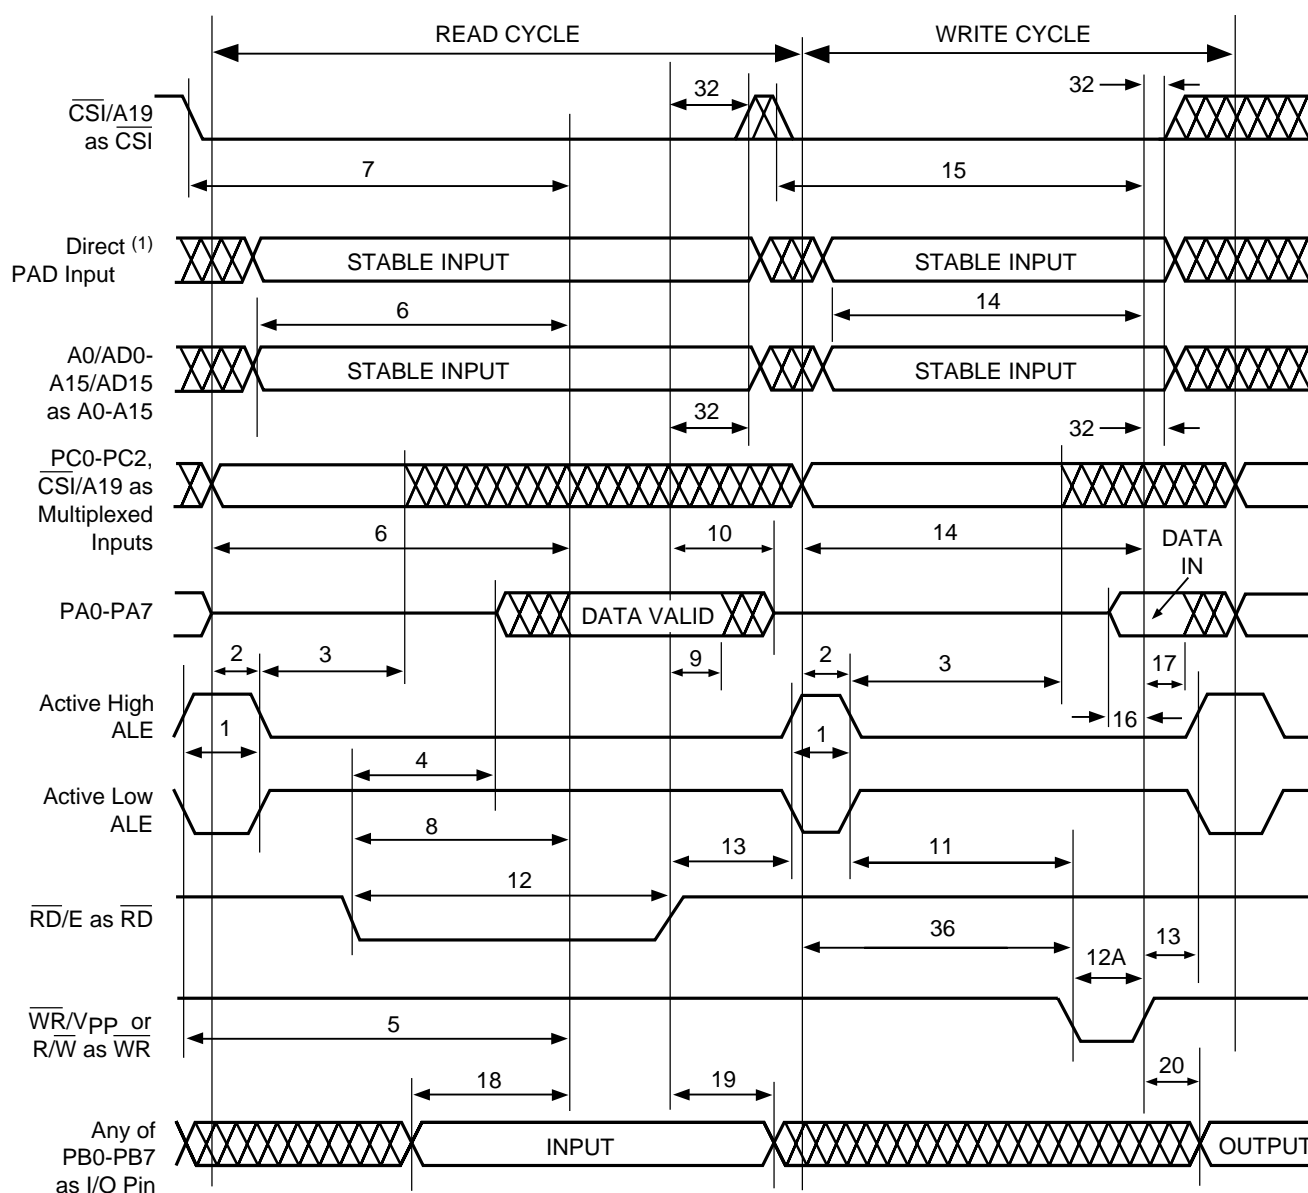 READ CYCLE
WRITE CYCLE
32
32
CSI/A19
as CSI
7
15
Direct (1)
PAD Input
STABLE INPUT
STABLE INPUT
6
14
A0/AD0-
A15/AD15
as A0-A15
STABLE INPUT
STABLE INPUT
32
32
PC0-PC2,
CSI/A19 as
Multiplexed
Inputs
6
10
14
DATA
IN
PA0-PA7
DATA VALID
2
3
9
2
3
17
Active High
ALE
1
1
16
4
Active Low
ALE
8
13
11
12
RD/E as RD
36
13
12A
WR/VPP or
R/W as WR
5
18
19
20
Any of
PB0-PB7
as I/O Pin
INPUT
OUTPUT